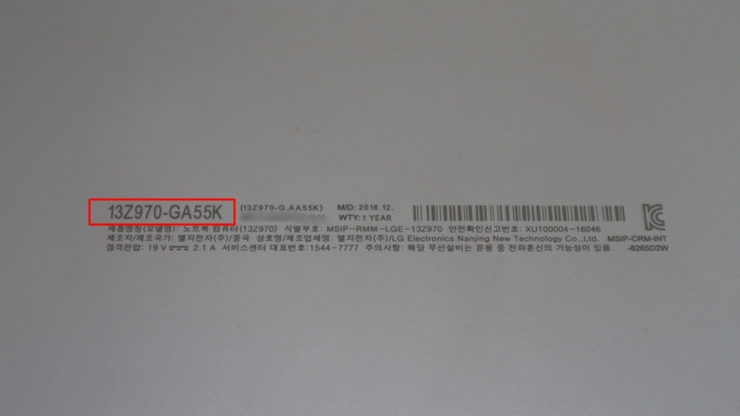 13Z970-GA55K (13Z970-G.AA55K) M/D: 2016.12.
WTY: 1 YEAR
제품명칭(모델명): 노트북 컴퓨터(13Z970) 식별부호: MSIP-RMM-LGE-13Z970 안전확인신고번호: XU100004-16046
제조자/제조국가: 엘지전자(주)/중국 상호명/제조업체명: 엘지전자(주)/LG Electronics Nanjing New Technology Co.,Ltd. MSIP-CRM-INT
정격전압: 19 V 2.1 A 서비스센터 대표번호:1544-7777 주의사항: 해당 무선설비는 운용 중 전파혼신의 가능성이 있음. -8265D2W